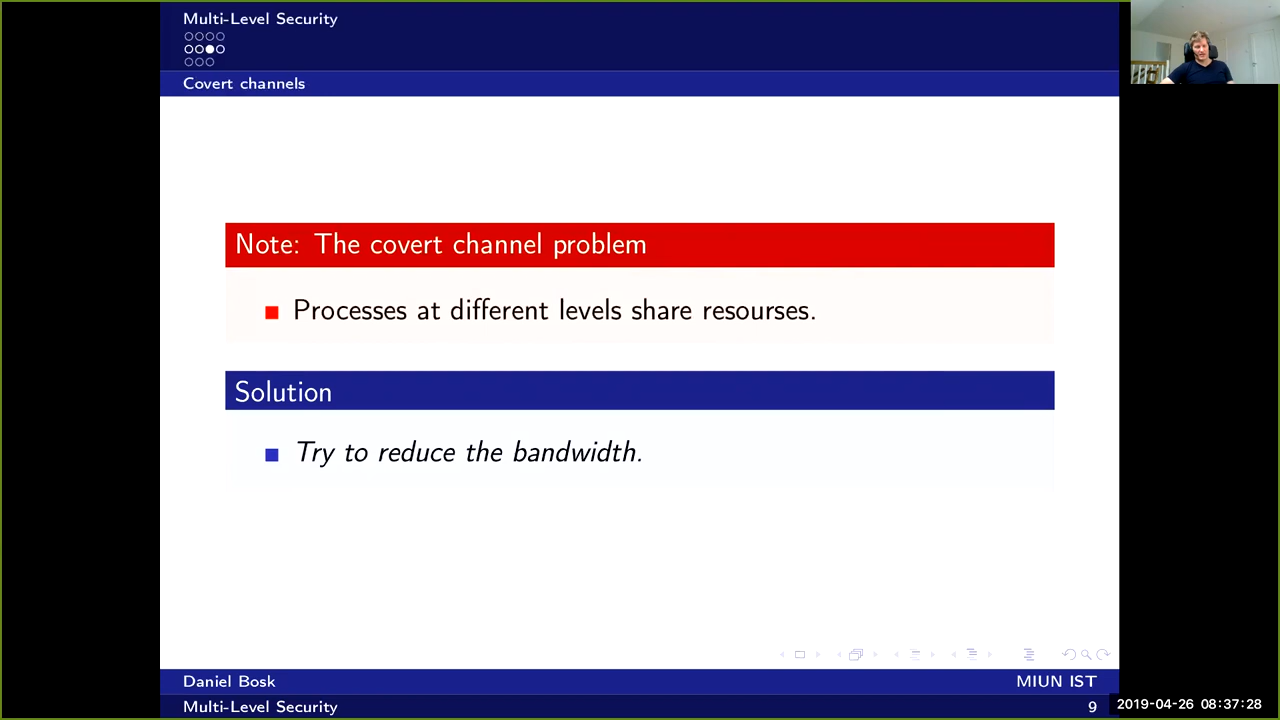 Multi-Level Security
Covert channels
Note: The covert channel problem
Processes at different levels share resourses.
Solution
Try to reduce the bandwidth.
Daniel Bosk
MIUN IST
Multi-Level Security
9
2019-04-26 08:37:28